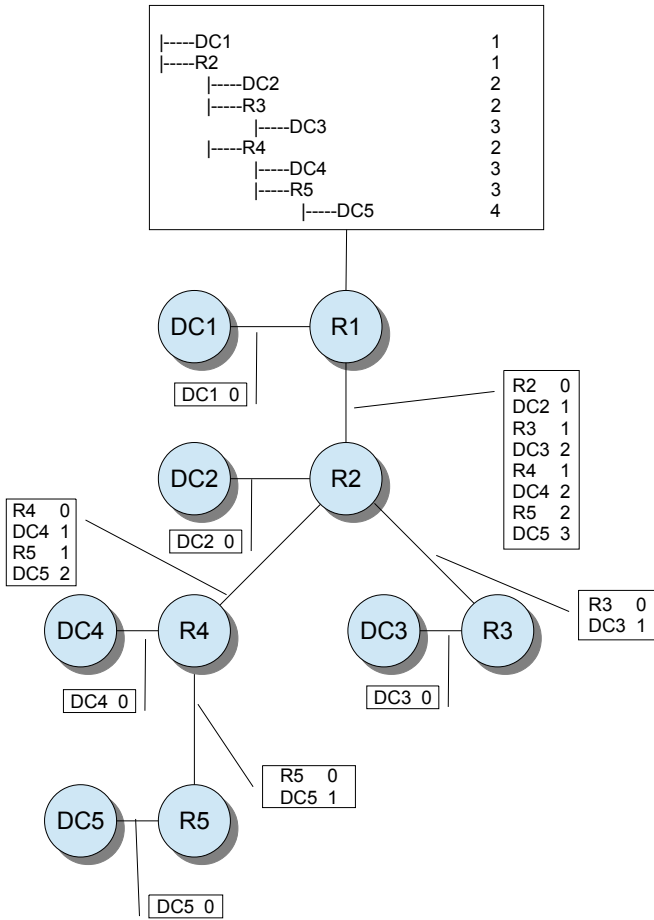 |-----DC1 1
|-----R2 1
|-----DC2 2
|-----R3 2
|-----DC3 3
|-----R4 2
|-----DC4 3
|-----R5 3
|-----DC5 4
DC1
R1
DC1 0
R2 0
DC2 1
R3 1
DC3 2
R4 1
DC4 2
R5 2
DC5 3
DC2
R2
DC2 0
R4 0
DC4 1
R5 1
DC5 2
R3 0
DC3 1
DC4
R4
DC3
R3
DC4 0
DC3 0
R5 0
DC5 1
DC5
R5
DC5 0